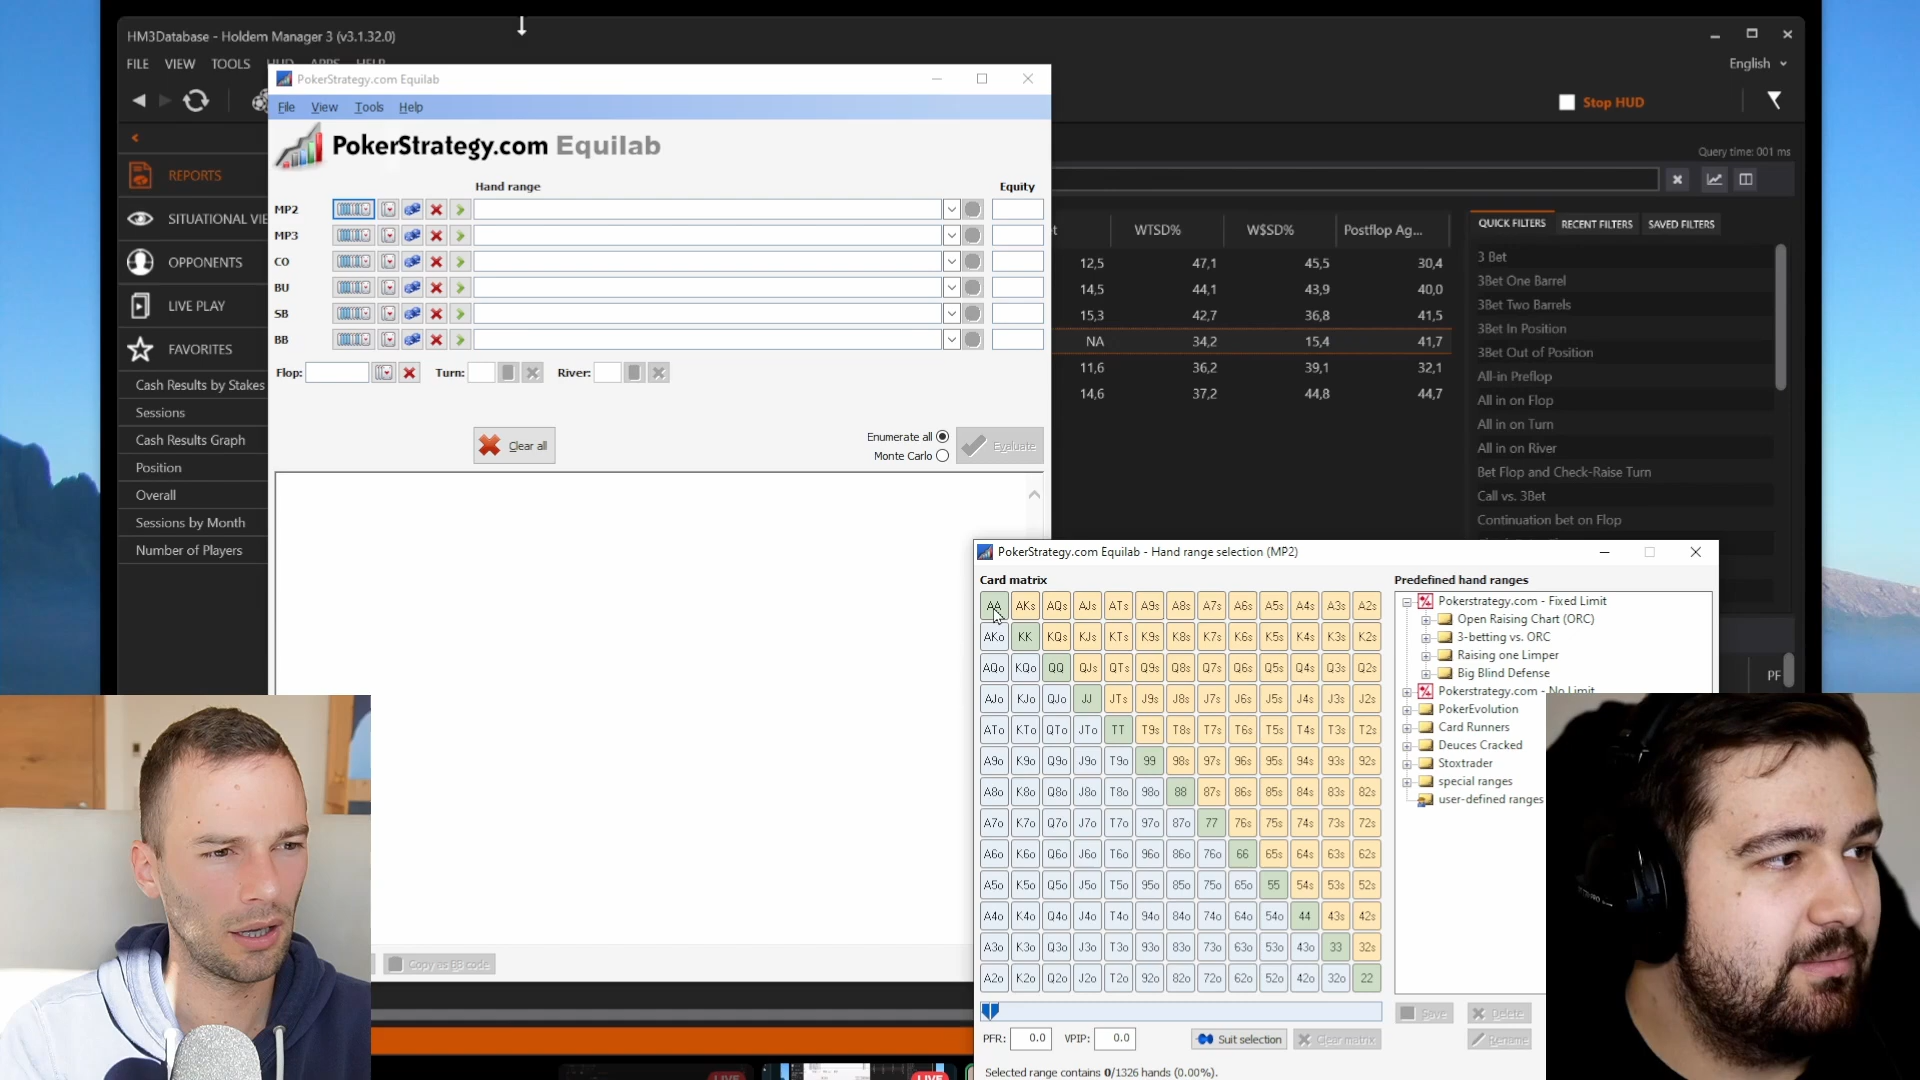 HM3Database - Holdem Manager 3 (v3.1.32.0)
FILE VIEW TOOLS HUD APPS HELP
English
Stop HUD
Query time: 001 ms
REPORTS
SITUATIONAL VIE
OPPONENTS
LIVE PLAY
FAVORITES
Cash Results by Stakes
Sessions
Cash Results Graph
Position
Overall
Sessions by Month
Number of Players
PokerStrategy.com Equilab
File View Tools Help
PokerStrategy.com Equilab
Hand range Equity
MP2
MP3
CO
BU
SB
BB
Flop: Turn: River:
Clear all
Enumerate all
Monte Carlo
Evaluate
Copy as BB code
t WTSD% W$SD% Postflop Ag...
12,5 47,1 45,5 30,4
14,5 44,1 43,9 40,0
15,3 42,7 36,8 41,5
NA 34,2 15,4 41,7
11,6 36,2 39,1 32,1
14,6 37,2 44,8 44,7
QUICK FILTERS RECENT FILTERS SAVED FILTERS
3 Bet
3Bet One Barrel
3Bet Two Barrels
3Bet In Position
3Bet Out of Position
All-in Preflop
All in on Flop
All in on Turn
All in on River
Bet Flop and Check-Raise Turn
Call vs. 3Bet
Continuation bet on Flop
PF
PokerStrategy.com Equilab - Hand range selection (MP2)
Card matrix
AA AKs AQs AJs ATs A9s A8s A7s A6s A5s A4s A3s A2s
AKo KK KQs KJs KTs K9s K8s K7s K6s K5s K4s K3s K2s
AQo KQo QQ QJs QTs Q9s Q8s Q7s Q6s Q5s Q4s Q3s Q2s
AJo KJo QJo JJ JTs J9s J8s J7s J6s J5s J4s J3s J2s
ATo KTo QTo JTo TT T9s T8s T7s T6s T5s T4s T3s T2s
A9o K9o Q9o J9o T9o 99 98s 97s 96s 95s 94s 93s 92s
A8o K8o Q8o J8o T8o 98o 88 87s 86s 85s 84s 83s 82s
A7o K7o Q7o J7o T7o 97o 87o 77 76s 75s 74s 73s 72s
A6o K6o Q6o J6o T6o 96o 86o 76o 66 65s 64s 63s 62s
A5o K5o Q5o J5o T5o 95o 85o 75o 65o 55 54s 53s 52s
A4o K4o Q4o J4o T4o 94o 84o 74o 64o 54o 44 43s 42s
A3o K3o Q3o J3o T3o 93o 83o 73o 63o 53o 43o 33 32s
A2o K2o Q2o J2o T2o 92o 82o 72o 62o 52o 42o 32o 22
PFR: 0.0 VPIP: 0.0 Suit selection Clear matrix
Selected range contains 0/1326 hands (0.00%).
Predefined hand ranges
Pokerstrategy.com - Fixed Limit
Open Raising Chart (ORC)
3-betting vs. ORC
Raising one Limper
Big Blind Defense
Pokerstrategy.com - No Limit
PokerEvolution
Card Runners
Deuces Cracked
Stoxtrader
special ranges
user-defined ranges
Save Delete
Rename
LIVE LIVE